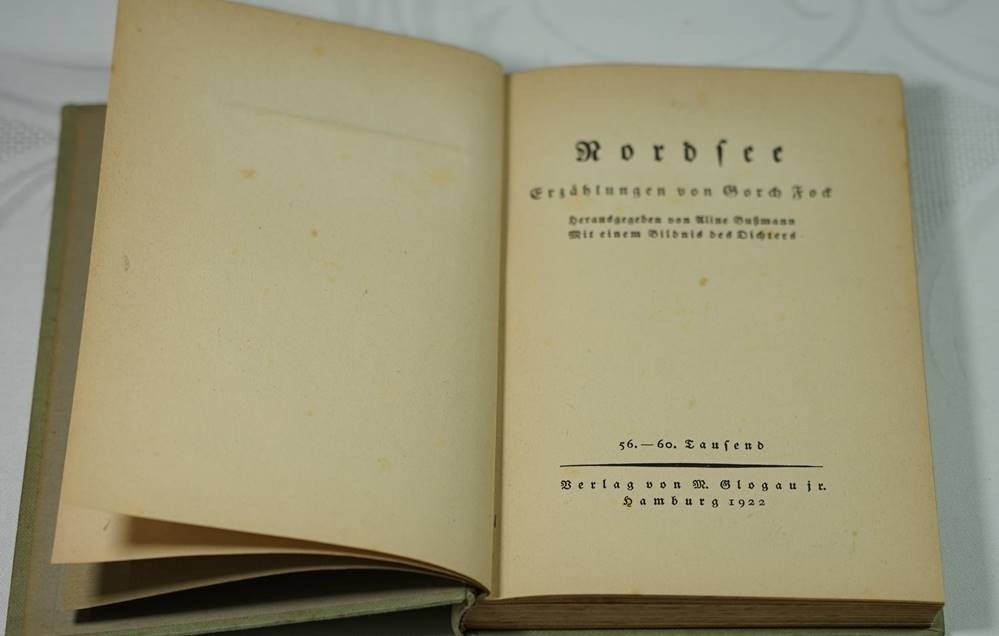 Nordsee
Erzählungen von Gorch Fock
Herausgegeben von Aline Bußmann
Mit einem Bildnis des Dichters
56.—60. Tausend
Verlag von M. Glogau jr.
Hamburg 1922